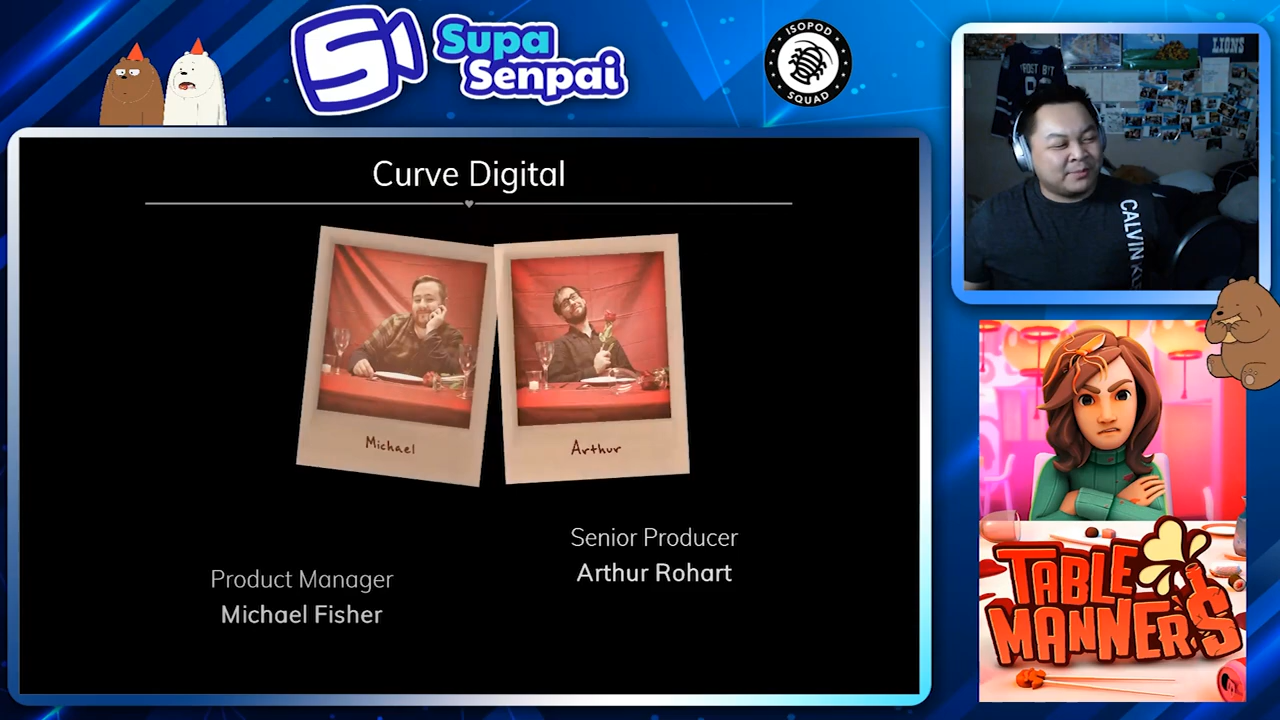 Supa
Senpai
ISOPOD
SQUAD
LIONS
Curve Digital
CALVIN
Michael
Arthur
Senior Producer
Arthur Rohart
Product Manager
Michael Fisher
TABLE
MANNERS